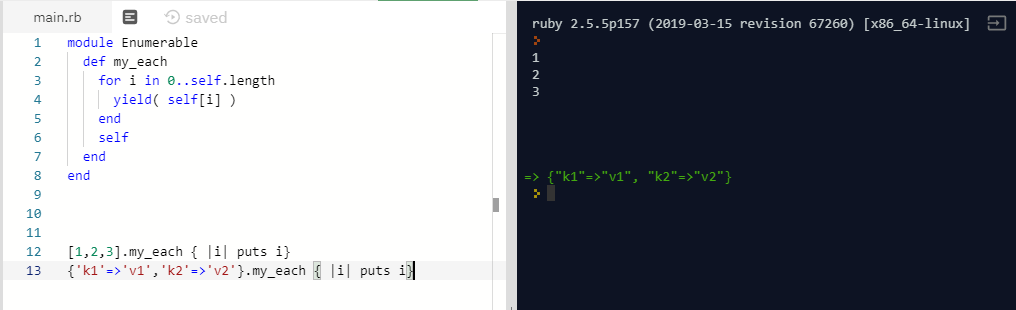 main.rb
saved
1 module Enumerable
2 def my_each
3 for i in 0..self.length
4 yield( self[i] )
5 end
6 self
7 end
8 end
9
10
11
12 [1,2,3].my_each { |i| puts i}
13 {'k1'=>'v1','k2'=>'v2'}.my_each { |i| puts i}
ruby 2.5.5p157 (2019-03-15 revision 67260) [x86_64-linux]
1
2
3
=> {"k1"=>"v1", "k2"=>"v2"}